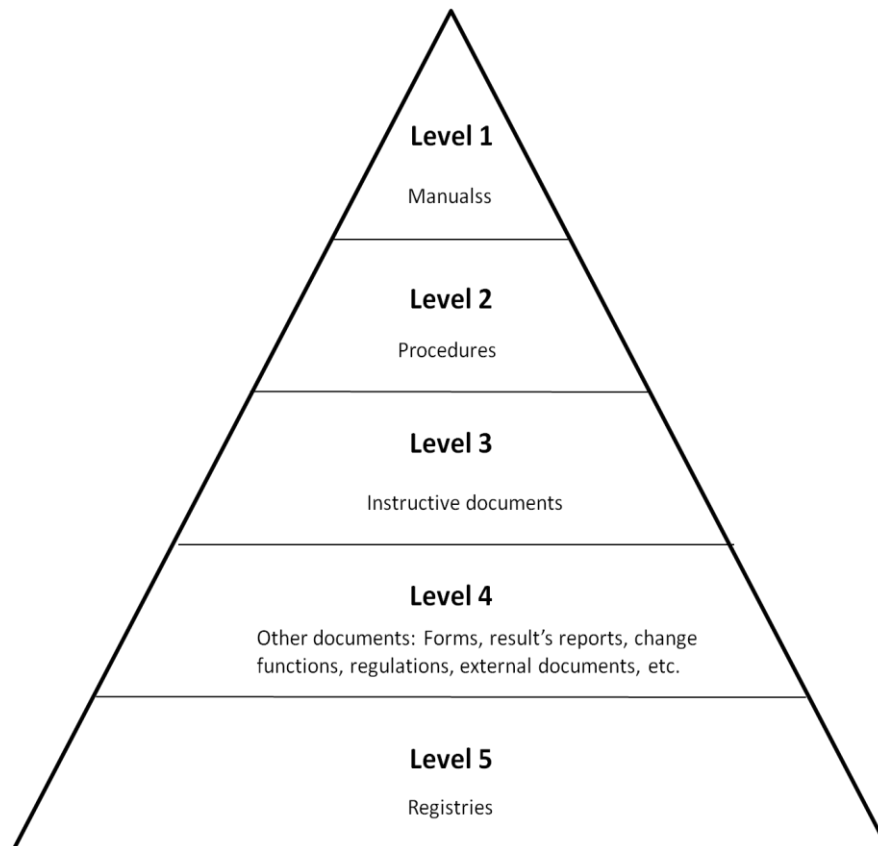 Level 1
Manualss
Level 2
Procedures
Level 3
Instructive documents
Level 4
Other documents: Forms, result’s reports, change
functions, regulations, external documents, etc.
Level 5
Registries